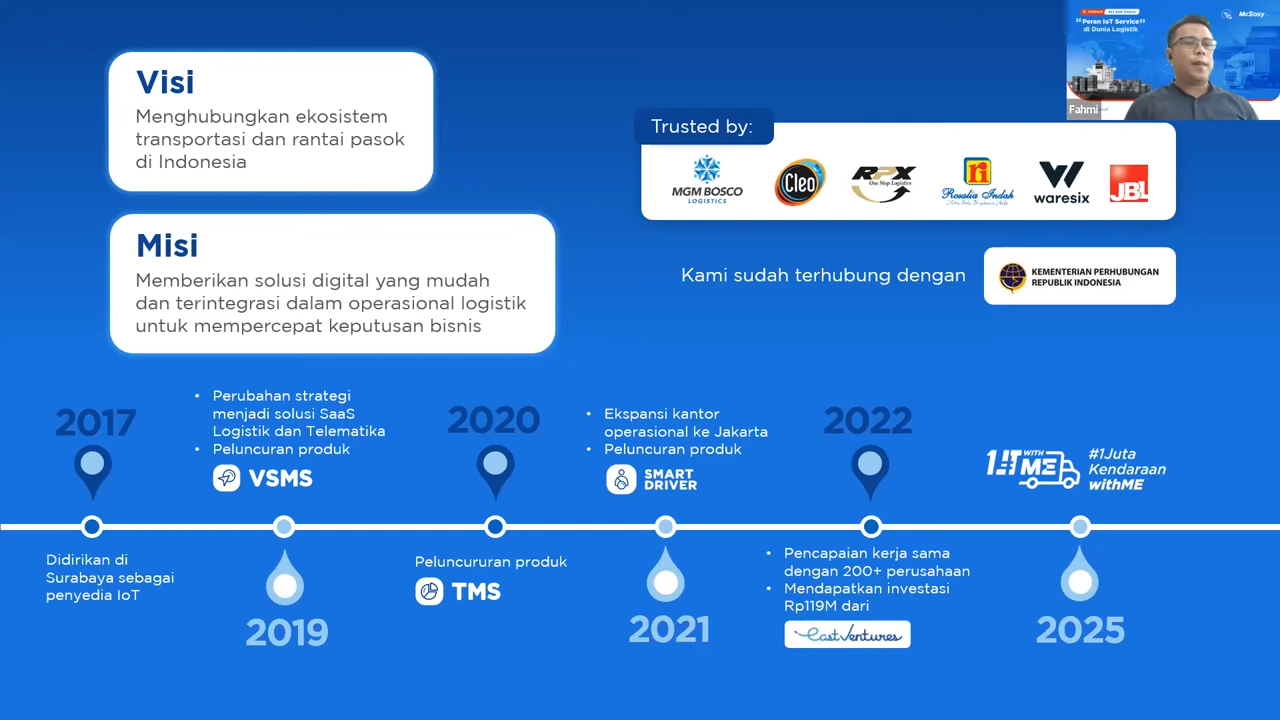 Visi
Menghubungkan ekosistem
transportasi dan rantai pasok
di Indonesia
Misi
Memberikan solusi digital yang mudah
dan terintegrasi dalam operasional logistik
untuk mempercepat keputusan bisnis
"Peran IoT Service"
di Dunia Logistik
McEasy
Fahmi
Trusted by:
MGM BOSCO
LOGISTICS
Cleo
RPX
One Stop Logistics
rı
Rosalia Indah
waresix
JBL
Kami sudah terhubung dengan
KEMENTERIAN PERHUBUNGAN
REPUBLIK INDONESIA
2017
Didirikan di
Surabaya sebagai
penyedia IoT
• Perubahan strategi
menjadi solusi SaaS
Logistik dan Telematika
• Peluncuran produk
VSMS
2019
2020
Peluncururan produk
TMS
• Ekspansi kantor
operasional ke Jakarta
• Peluncuran produk
SMART
DRIVER
2021
2022
• Pencapaian kerja sama
dengan 200+ perusahaan
• Mendapatkan investasi
Rp119M dari
East Ventures
1JT WITH ME
#1Juta
Kendaraan
withME
2025